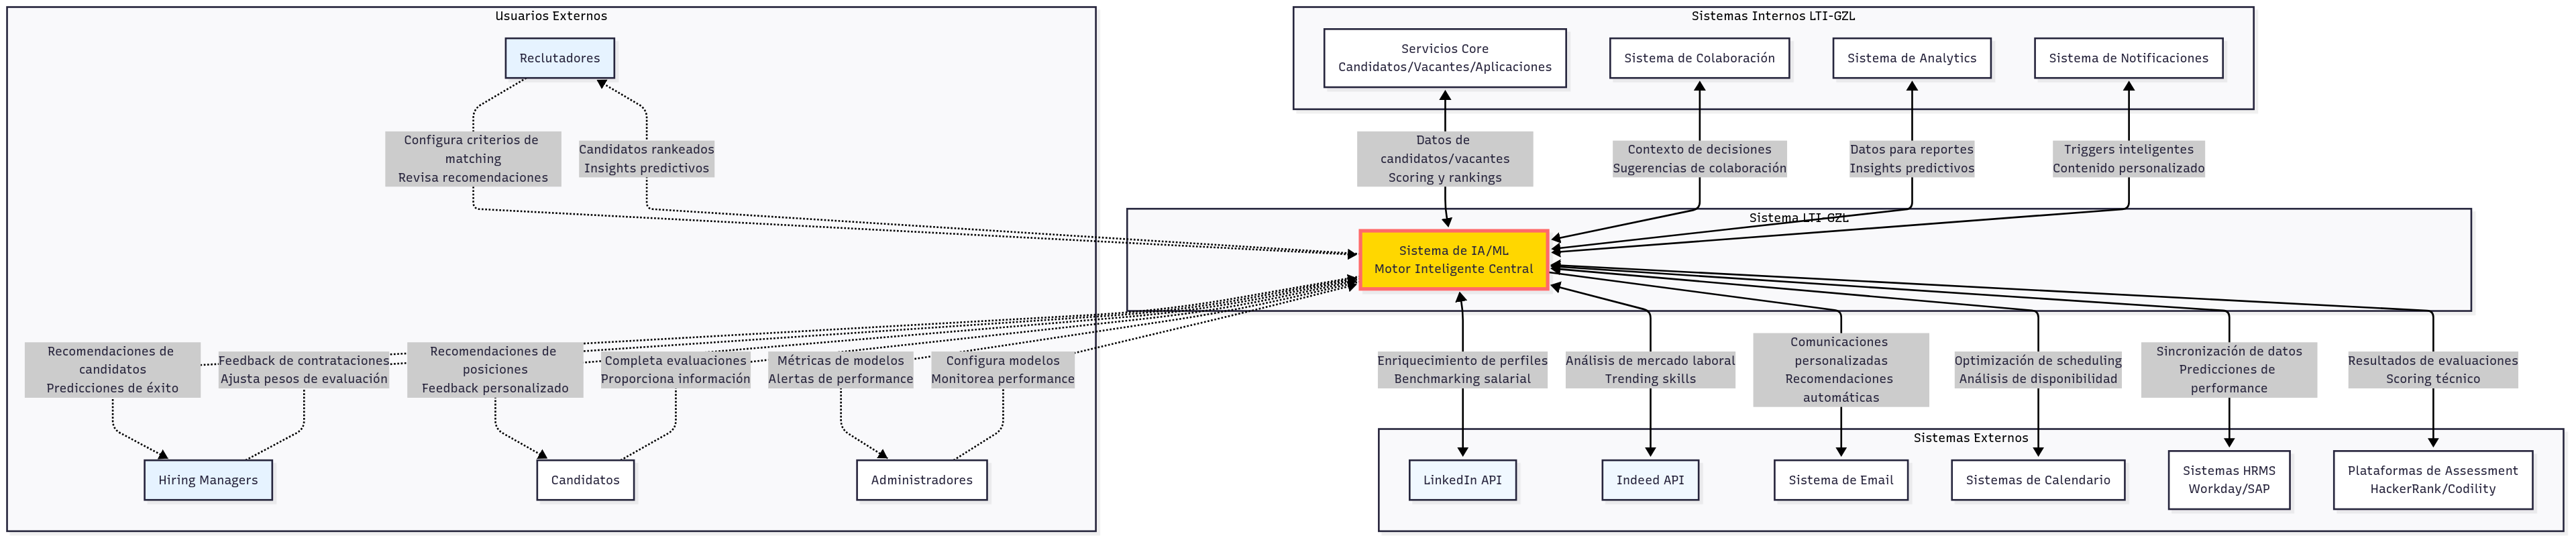 Usuarios Externos
Reclutadores
Configura criterios de
matching
Revisa recomendaciones
Candidatos rankeados
Insights predictivos
Recomendaciones de
candidatos
Predicciones de éxito
Feedback de contrataciones
Ajusta pesos de evaluación
Recomendaciones de
posiciones
Feedback personalizado
Completa evaluaciones
Proporciona información
Métricas de modelos
Alertas de performance
Configura modelos
Monitorea performance
Hiring Managers
Candidatos
Administradores
Sistemas Internos LTI-GZL
Servicios Core
Candidatos/Vacantes/Aplicaciones
Sistema de Colaboración
Sistema de Analytics
Sistema de Notificaciones
Datos de
candidatos/vacantes
Scoring y rankings
Contexto de decisiones
Sugerencias de colaboración
Datos para reportes
Insights predictivos
Triggers inteligentes
Contenido personalizado
Sistema LTI-GZL
Sistema de IA/ML
Motor Inteligente Central
Enriquecimiento de perfiles
Benchmarking salarial
Análisis de mercado laboral
Trending skills
Comunicaciones
personalizadas
Recomendaciones
automáticas
Optimización de scheduling
Análisis de disponibilidad
Sincronización de datos
Predicciones de
performance
Resultados de evaluaciones
Scoring técnico
Sistemas Externos
LinkedIn API
Indeed API
Sistema de Email
Sistemas de Calendario
Sistemas HRMS
Workday/SAP
Plataformas de Assessment
HackerRank/Codility